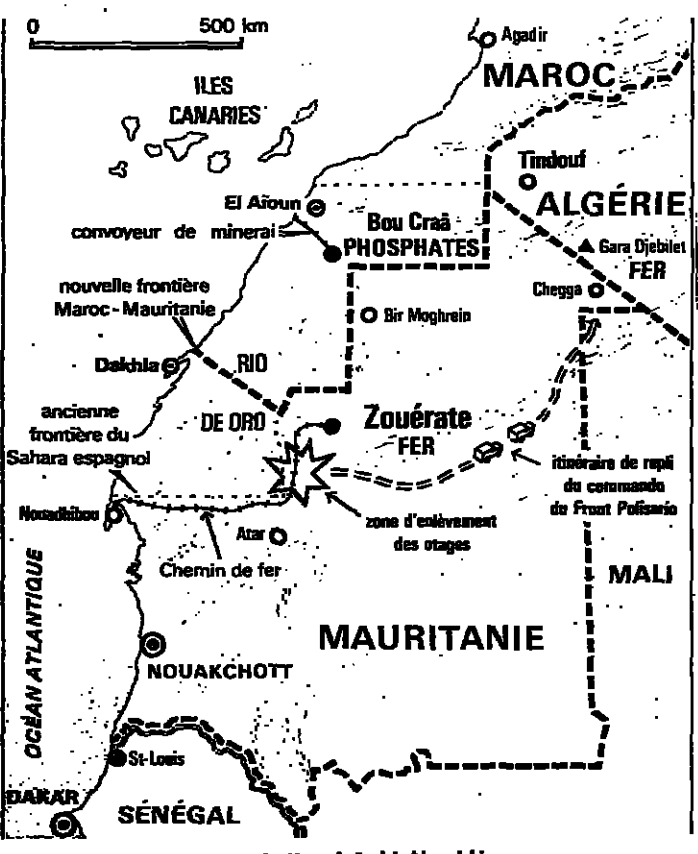 0 500 km
Agadir
MAROC
ILES
CANARIES
Tindouf
El Aïoun
ALGÉRIE
convoyeur de minerai
Bou Craâ
PHOSPHATES
Gara Djebilet
FER
Chegga
nouvelle frontière
Maroc-Mauritanie
Bir Moghrein
Dakhla
RIO
DE ORO
ancienne
frontière du
Sahara espagnol
Zouérate
FER
itinéraire de repli
du commando
du Front Polisario
Nouadhibou
zone d'enlèvement
des otages
Atar
Chemin de fer
MALI
OCÉAN ATLANTIQUE
MAURITANIE
NOUAKCHOTT
St-Louis
DAKAR
SÉNÉGAL